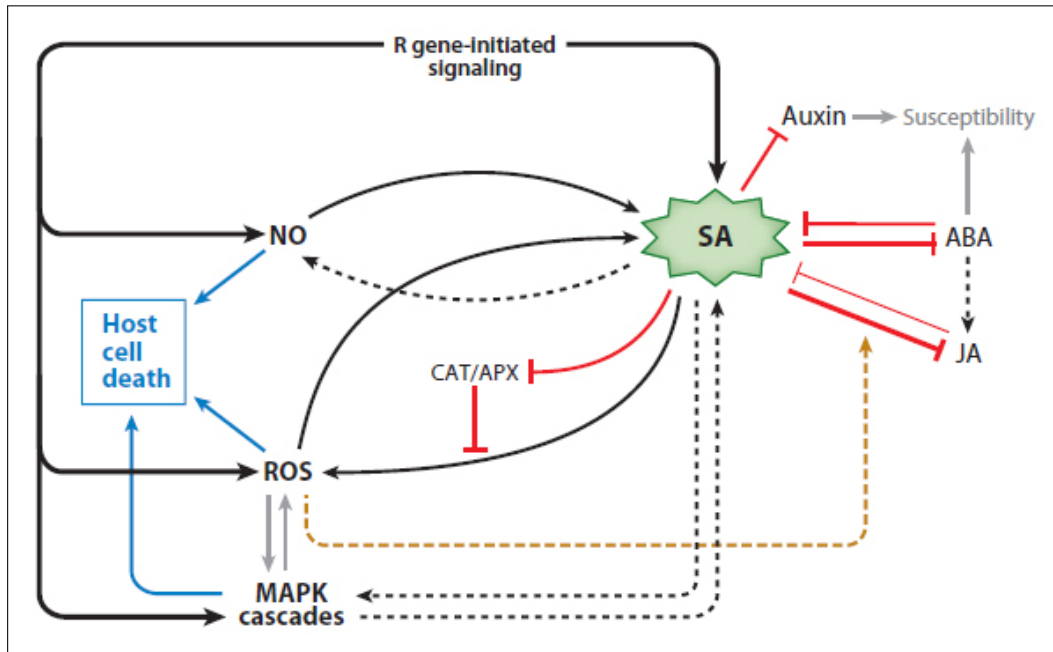 R gene-initiated
signaling
Auxin
Susceptibility
NO
SA
ABA
Host
cell
death
JA
CAT/APX
ROS
MAPK
cascades